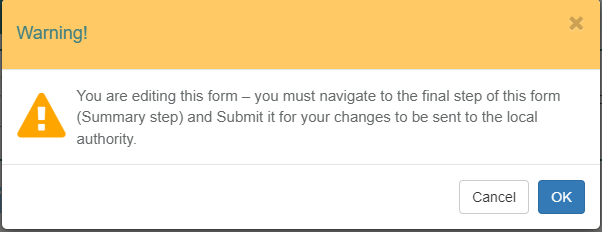 Warning!
×
You are editing this form – you must navigate to the final step of this form
(Summary step) and Submit it for your changes to be sent to the local
authority.
Cancel
OK